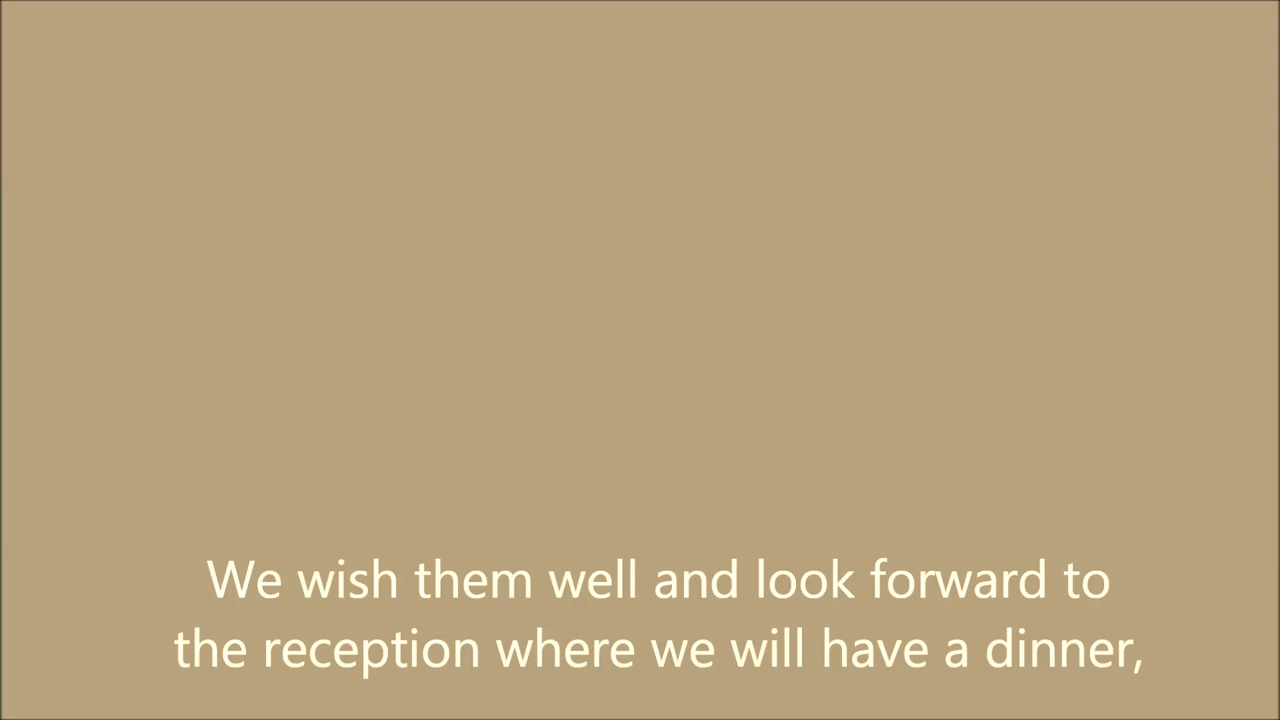 We wish them well and look forward to
the reception where we will have a dinner,